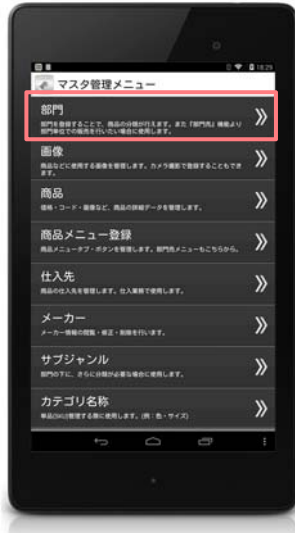 18:29
マスタ管理メニュー
部門
部門を登録することで、商品の分類が行えます。また『部門売』機能より
部門単位での販売を行いたい場合に使用します。
画像
商品などに使用する画像を管理します。カメラ撮影で登録することもでき
ます。
商品
価格・コード・画像など、商品の詳細データを管理します。
商品メニュー登録
商品メニュータブ・ボタンを管理します。部門売メニューもこちらから。
仕入先
商品の仕入先を管理します。仕入業務で使用します。
メーカー
メーカー情報の閲覧・修正・削除を行います。
サブジャンル
部門の下に、さらに分類が必要な場合に使用します。
カテゴリ名称
単品(SKU)管理する際に使用します。(例：色・サイズ)